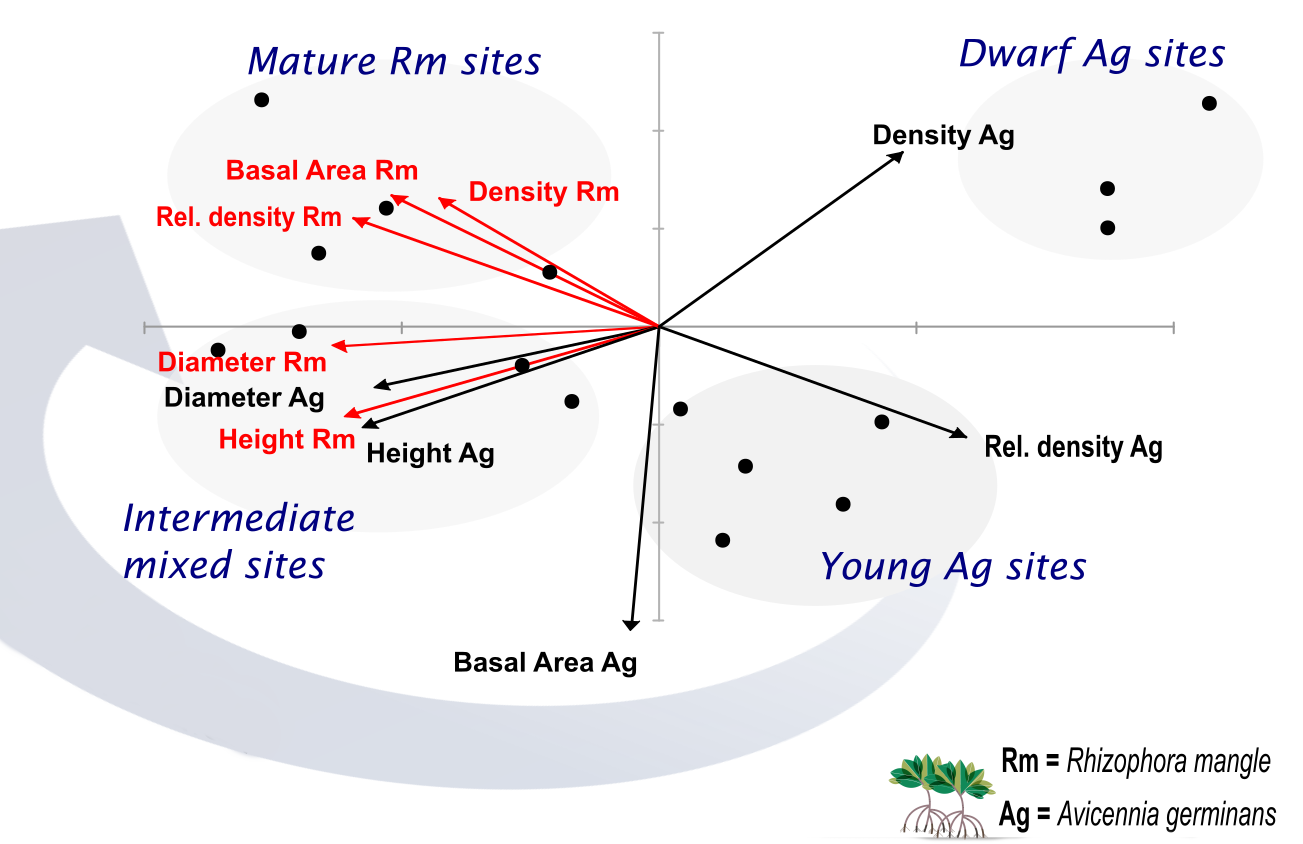 Mature Rm sites
Dwarf Ag sites
Density Ag
Basal Area Rm
Density Rm
Rel. density Rm
Diameter Rm
Diameter Ag
Height Rm
Height Ag
Rel. density Ag
Intermediate
mixed sites
Young Ag sites
Basal Area Ag
Rm = Rhizophora mangle
Ag = Avicennia germinans